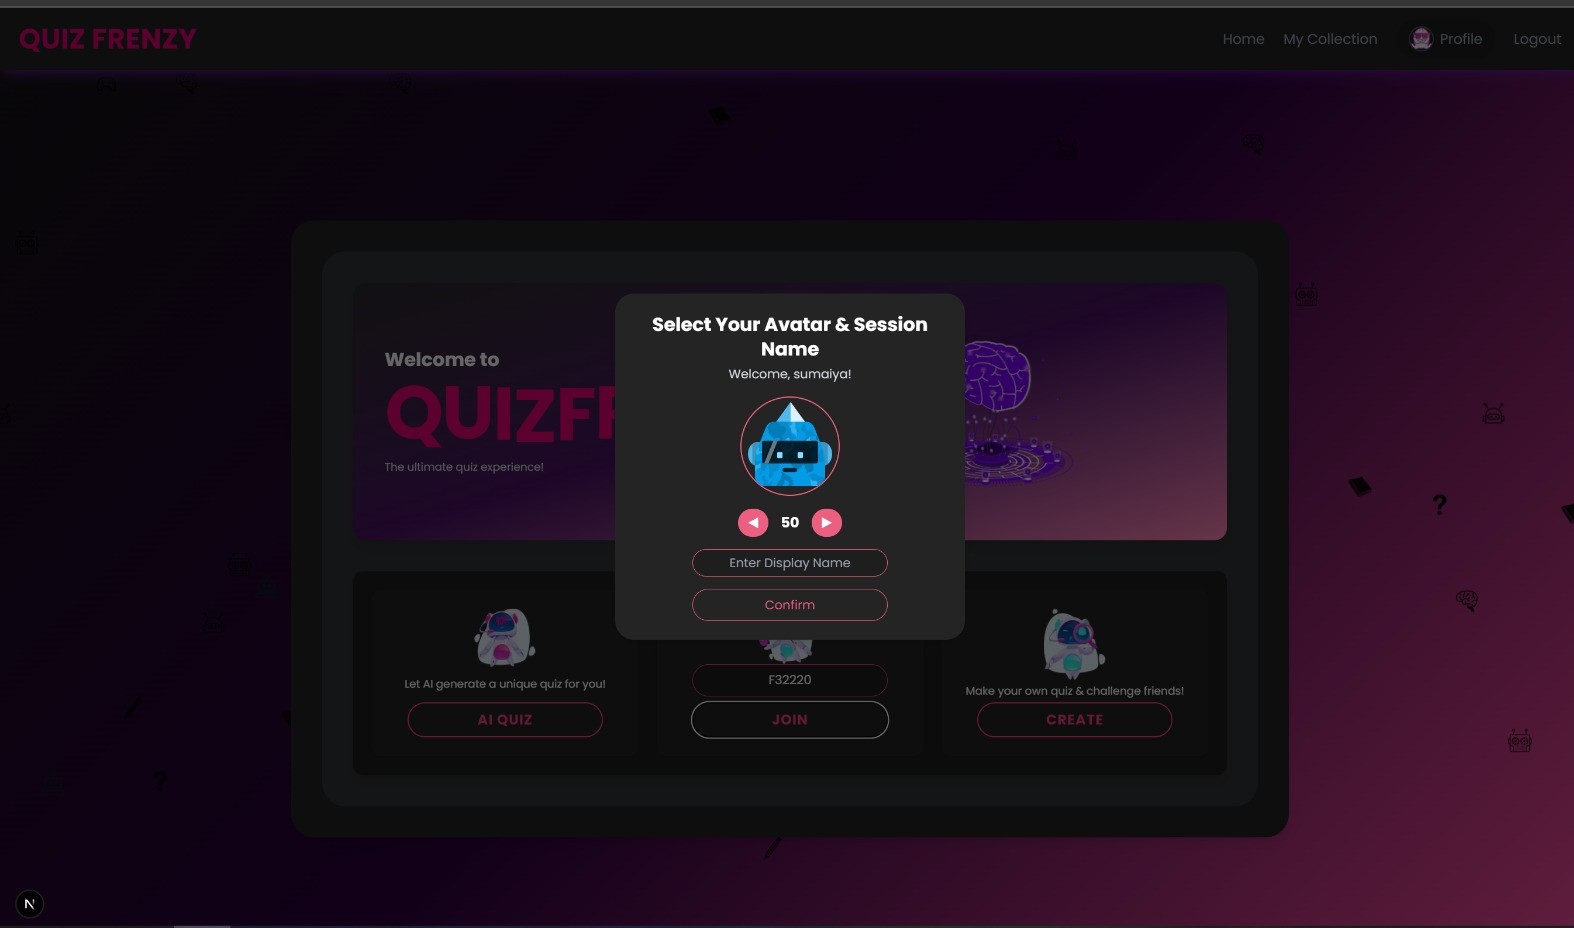 QUIZ FRENZY
Home My Collection Profile Logout
Welcome to
QUIZFR
The ultimate quiz experience!
Select Your Avatar & Session
Name
Welcome, sumaiya!
◀ 50 ▶
Enter Display Name
Confirm
Let AI generate a unique quiz for you!
AI QUIZ
F32220
JOIN
Make your own quiz & challenge friends!
CREATE
N